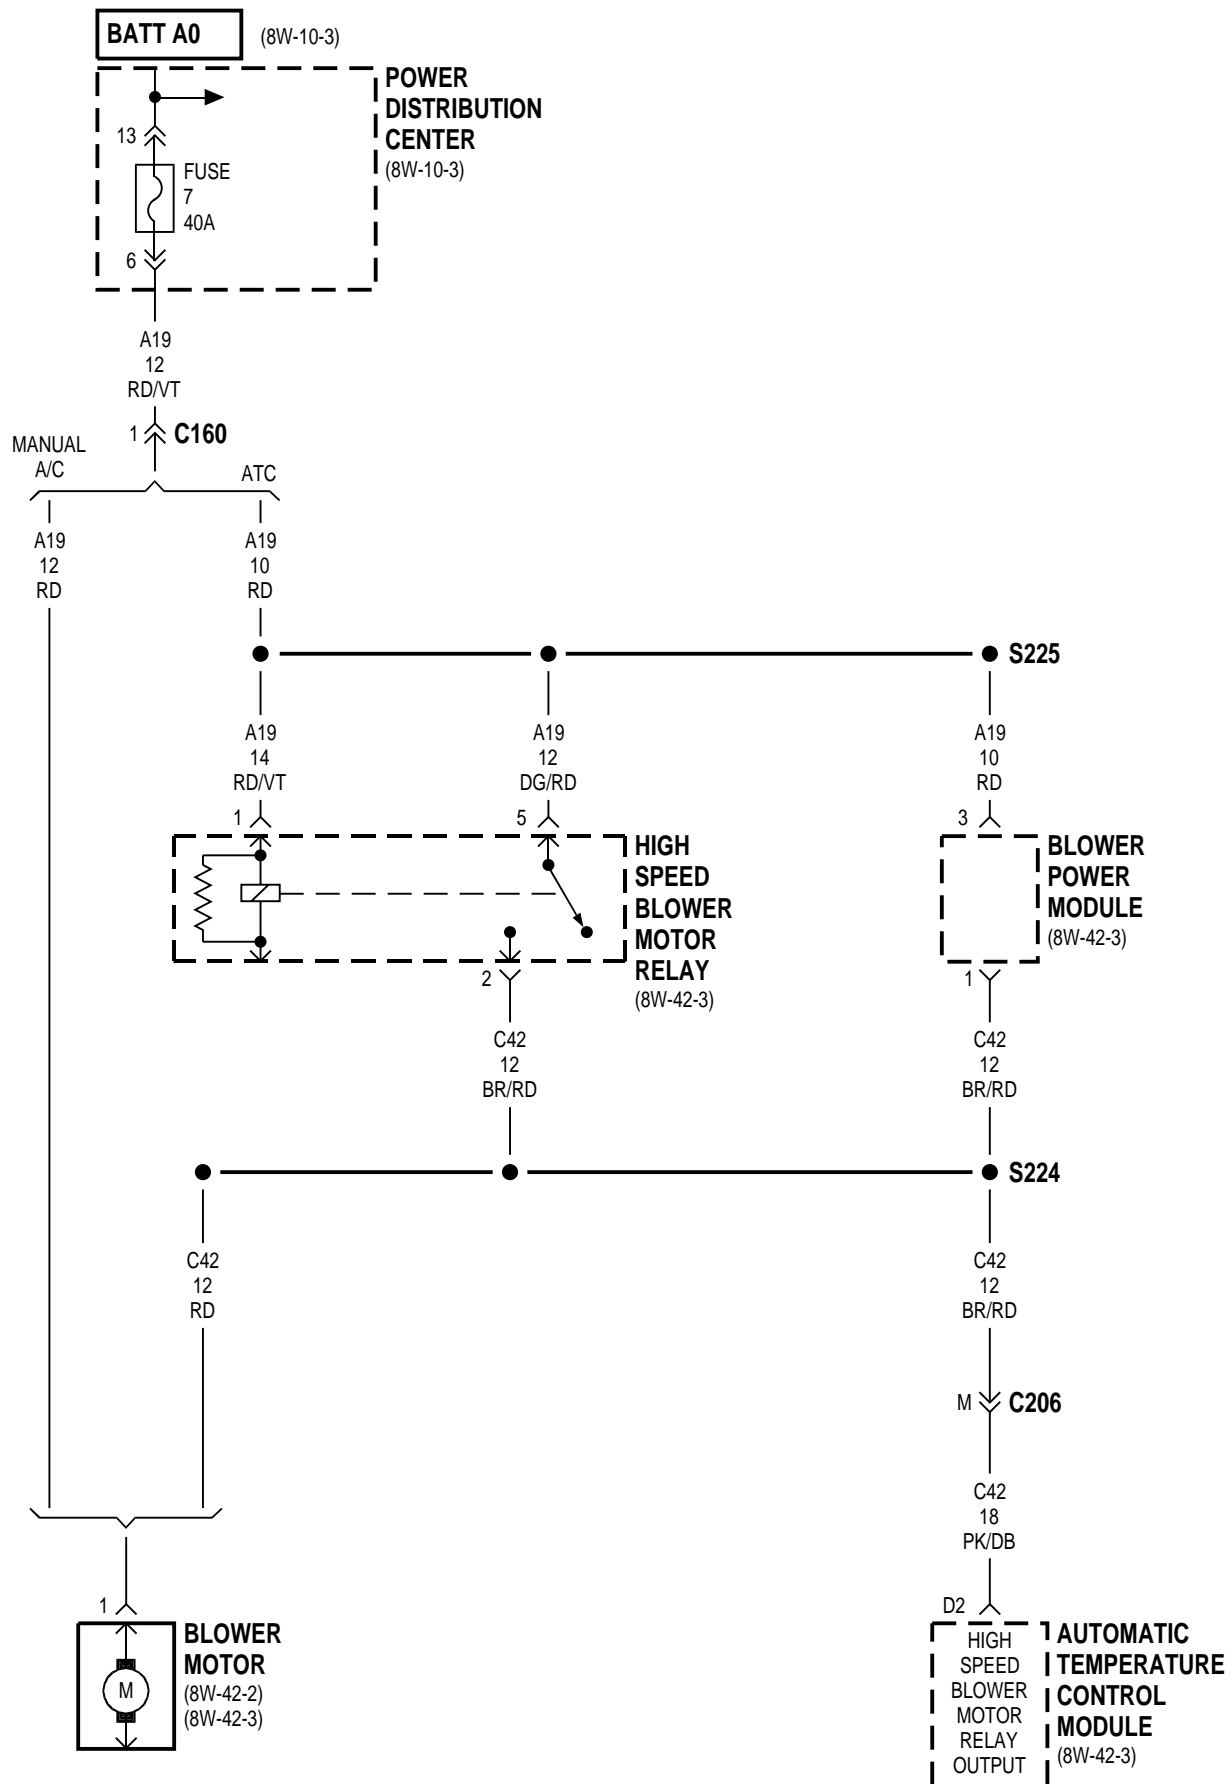 BATT A0
(8W-10-3)
POWER
DISTRIBUTION
CENTER
(8W-10-3)
13
FUSE
7
40A
6
A19
12
RD/VT
1
C160
MANUAL
A/C
ATC
A19
12
RD
A19
10
RD
S225
A19
14
RD/VT
A19
12
DG/RD
A19
10
RD
1
5
3
HIGH
SPEED
BLOWER
MOTOR
RELAY
(8W-42-3)
BLOWER
POWER
MODULE
(8W-42-3)
2
1
C42
12
BR/RD
C42
12
BR/RD
S224
C42
12
RD
C42
12
BR/RD
M
C206
C42
18
PK/DB
1
D2
BLOWER
MOTOR
(8W-42-2)
(8W-42-3)
M
HIGH
SPEED
BLOWER
MOTOR
RELAY
OUTPUT
AUTOMATIC
TEMPERATURE
CONTROL
MODULE
(8W-42-3)